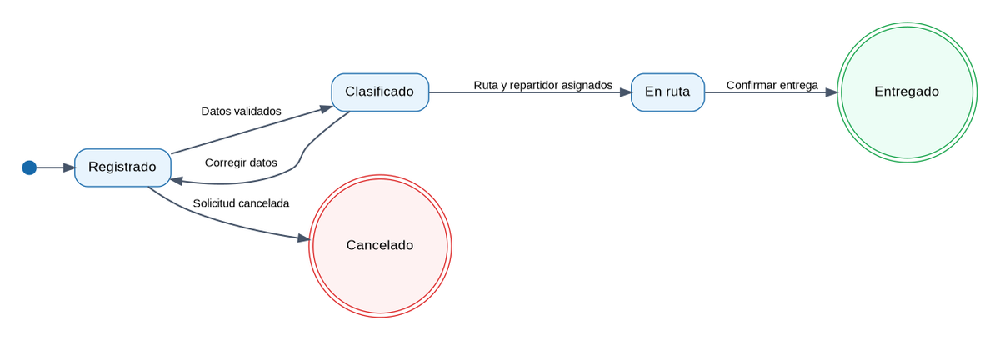 Registrado
Datos validados
Corregir datos
Solicitud cancelada
Clasificado
Cancelado
Ruta y repartidor asignados
En ruta
Confirmar entrega
Entregado